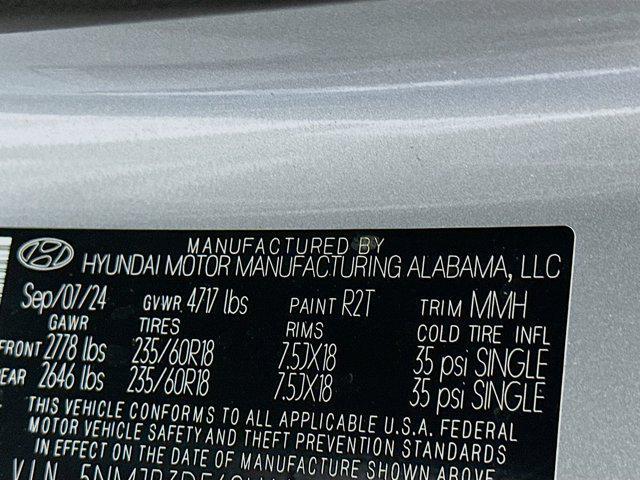 MANUFACTURED BY
HYUNDAI MOTOR MANUFACTURING ALABAMA, LLC
Sep/07/24 GVWR 4717 lbs PAINT R2T TRIM MMH
GAWR TIRES RIMS COLD TIRE INFL
FRONT 2778 lbs 235/60R18 7.5JX18 35 psi SINGLE
REAR 2646 lbs 235/60R18 7.5JX18 35 psi SINGLE
THIS VEHICLE CONFORMS TO ALL APPLICABLE U.S.A. FEDERAL
MOTOR VEHICLE SAFETY AND THEFT PREVENTION STANDARDS
IN EFFECT ON THE DATE OF MANUFACTURE SHOWN ABOVE.
VIN